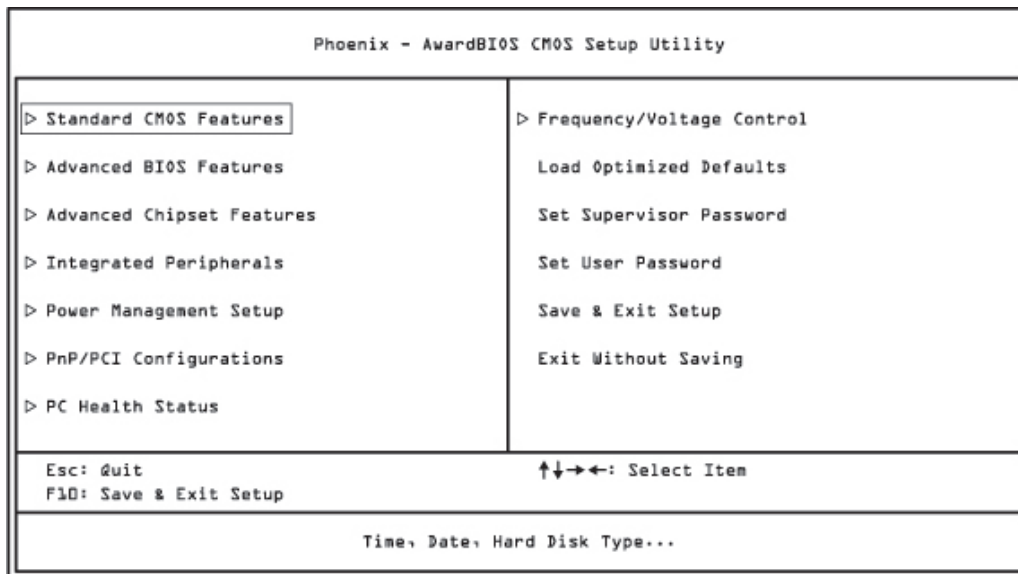 Phoenix - AwardBIOS CMOS Setup Utility
▷ Standard CMOS Features
▷ Advanced BIOS Features
▷ Advanced Chipset Features
▷ Integrated Peripherals
▷ Power Management Setup
▷ PnP/PCI Configurations
▷ PC Health Status
▷ Frequency/Voltage Control
Load Optimized Defaults
Set Supervisor Password
Set User Password
Save & Exit Setup
Exit Without Saving
Esc: Quit
F10: Save & Exit Setup
↑↓→←: Select Item
Time, Date, Hard Disk Type...